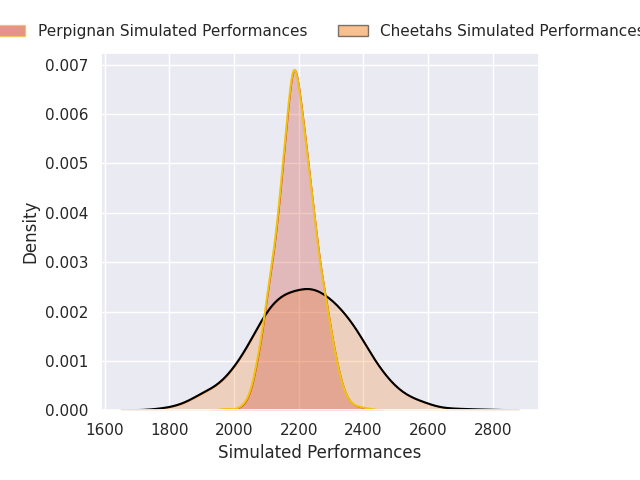 Perpignan Simulated Performances Cheetahs Simulated Performances
0.007
0.006
0.005
0.004
0.003
0.002
0.001
0.000
Density
1600 1800 2000 2200 2400 2600 2800
Simulated Performances